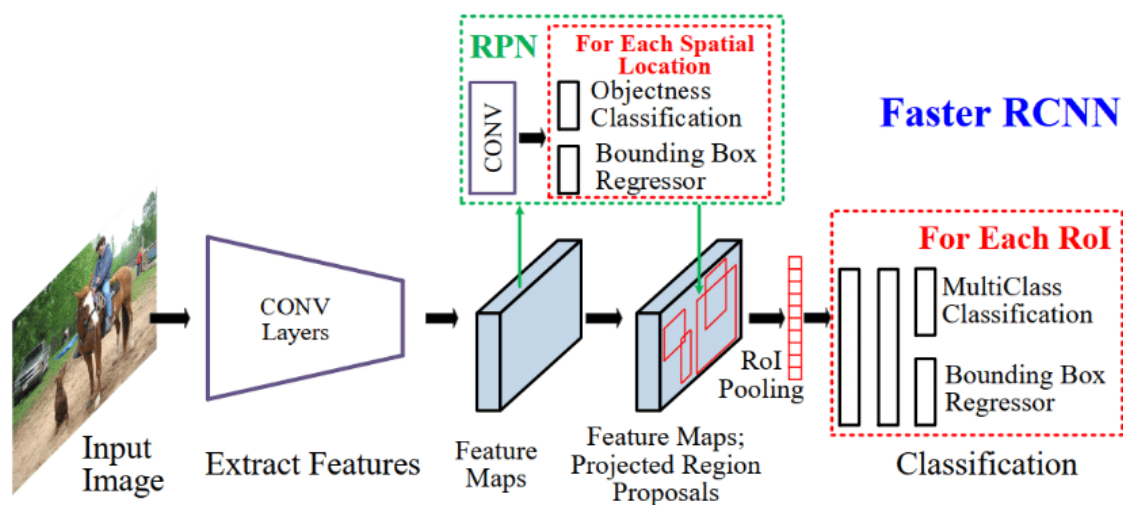 RPN
For Each Spatial
Location
CONV
Objectness
Classification
Bounding Box
Regressor
Faster RCNN
CONV
Layers
For Each RoI
MultiClass
Classification
Bounding Box
Regressor
RoI
Pooling
Input
Image
Extract Features
Feature
Maps
Feature Maps;
Projected Region
Proposals
Classification